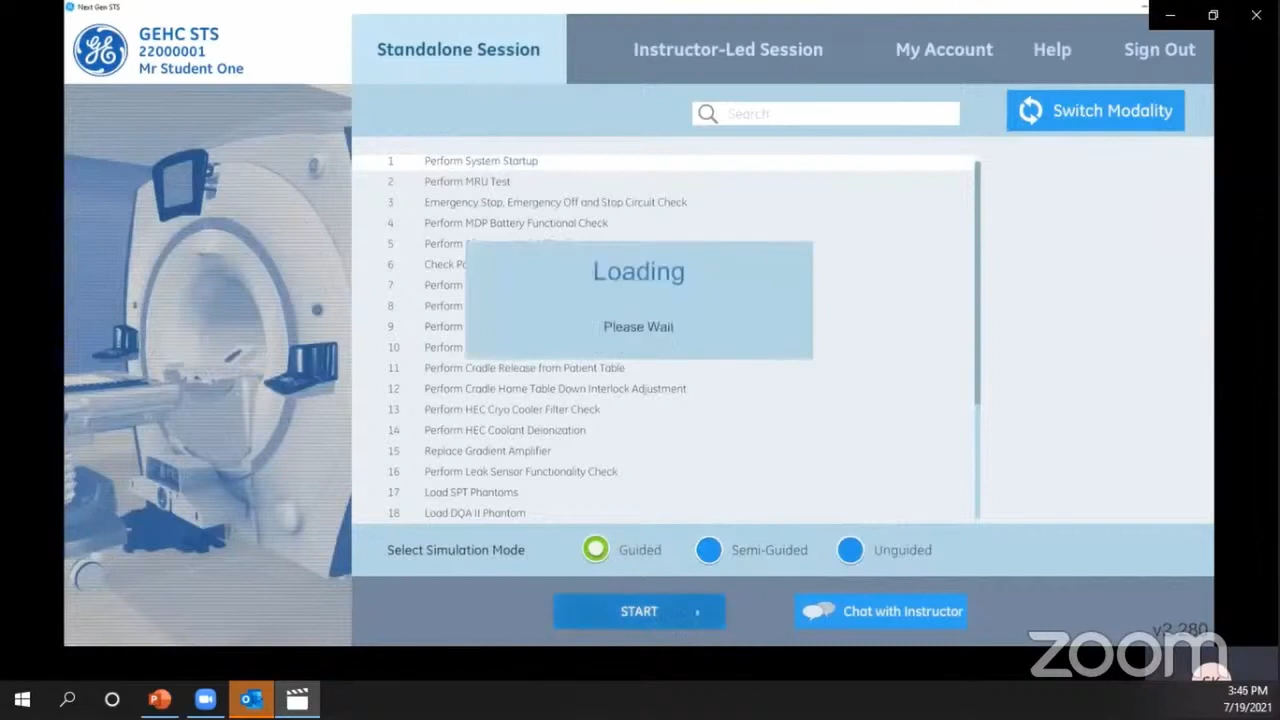 Next Gen STS
GEHC STS
22000001
Mr Student One
Standalone Session
Instructor-Led Session
My Account
Help
Sign Out
Search
Switch Modality
1 Perform System Startup
2 Perform MRU Test
3 Emergency Stop, Emergency Off and Stop Circuit Check
4 Perform MDP Battery Functional Check
5 Perform
6 Check
7 Perform
8 Perform
9 Perform
10 Perform
Loading
Please Wait
11 Perform Cradle Release from Patient Table
12 Perform Cradle Home Table Down Interlock Adjustment
13 Perform HEC Cryo Cooler Filter Check
14 Perform HEC Coolant Deionization
15 Replace Gradient Amplifier
16 Perform Leak Sensor Functionality Check
17 Load SPT Phantoms
18 Load DQA II Phantom
Select Simulation Mode
Guided
Semi-Guided
Unguided
START
Chat with Instructor
v3.280
zoom
3:46 PM
7/19/2021